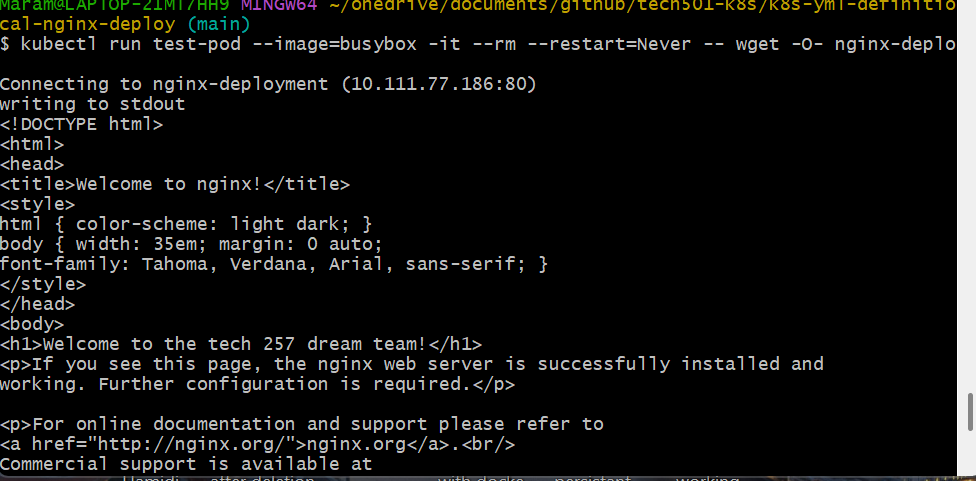 Maram@LAPTOP-21MT7HH9 MINGW64 ~/onedrive/documents/github/tech501-k8s/k8s-yml-definitio
cal-nginx-deploy (main)
$ kubectl run test-pod --image=busybox -it --rm --restart=Never -- wget -O- nginx-deplo
Connecting to nginx-deployment (10.111.77.186:80)
writing to stdout
<!DOCTYPE html>
<html>
<head>
<title>Welcome to nginx!</title>
<style>
html { color-scheme: light dark; }
body { width: 35em; margin: 0 auto;
font-family: Tahoma, Verdana, Arial, sans-serif; }
</style>
</head>
<body>
<h1>Welcome to the tech 257 dream team!</h1>
<p>If you see this page, the nginx web server is successfully installed and
working. Further configuration is required.</p>
<p>For online documentation and support please refer to
<a href="http://nginx.org/">nginx.org</a>.<br/>
Commercial support is available at
after deletion with docke persistant working